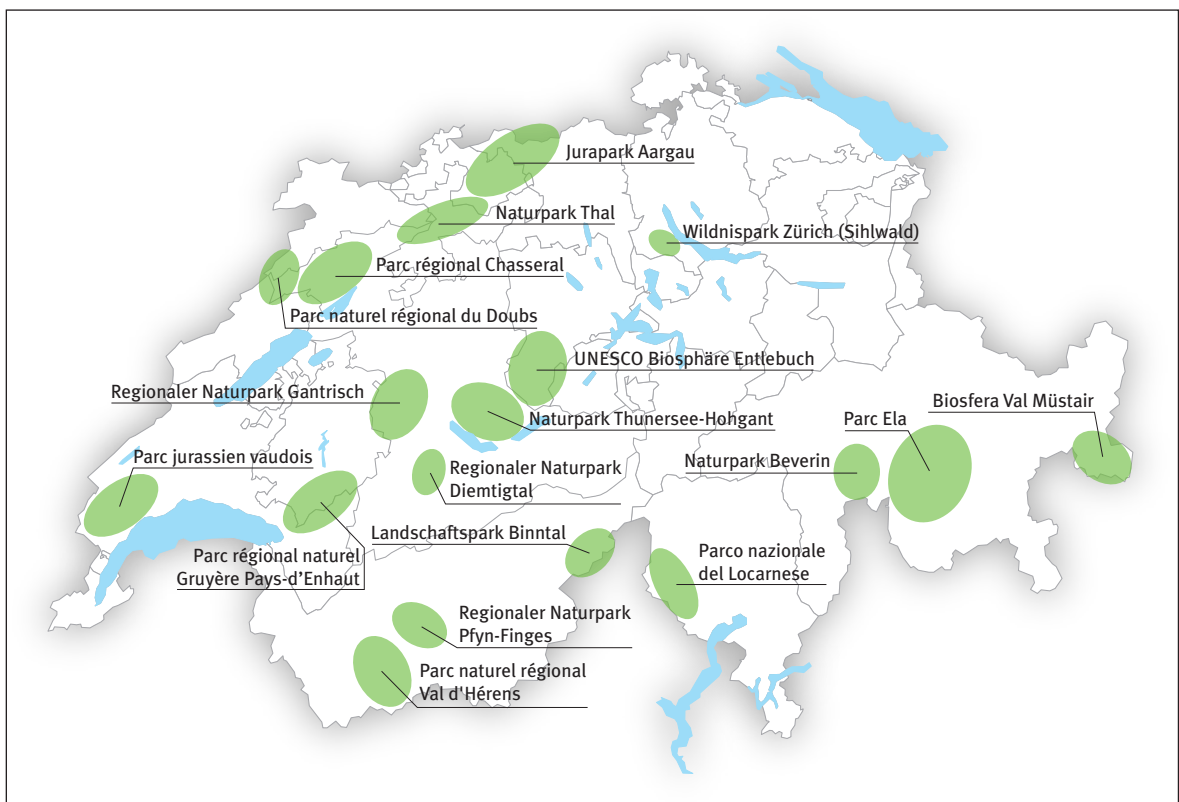 Jurapark Aargau
Naturpark Thal
Wildnispark Zürich (Sihlwald)
Parc régional Chasseral
Parc naturel régional du Doubs
UNESCO Biosphäre Entlebuch
Regionaler Naturpark Gantrisch
Naturpark Thunersee-Hohgant
Biosfera Val Müstair
Parc Ela
Parc jurassien vaudois
Naturpark Beverin
Regionaler Naturpark
Diemtigtal
Landschaftspark Binntal
Parc régional naturel
Gruyère Pays-d'Enhaut
Parco nazionale
del Locarnese
Regionaler Naturpark
Pfyn-Finges
Parc naturel régional
Val d'Hérens